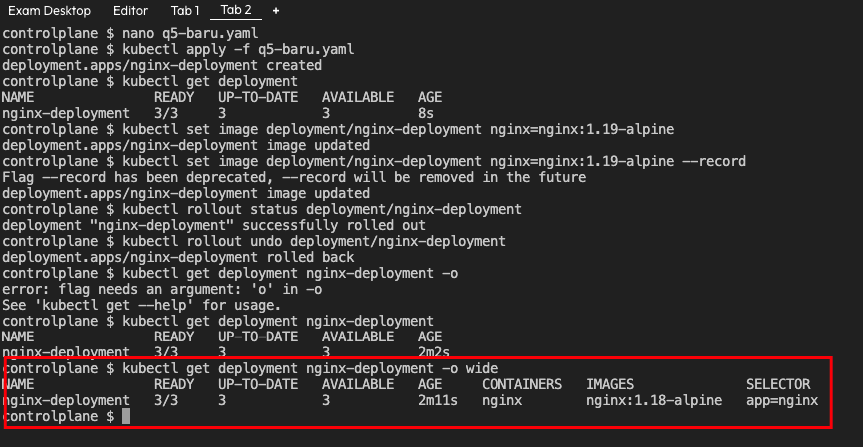 Exam Desktop Editor Tab 1 Tab 2 +
controlplane $ nano q5-baru.yaml
controlplane $ kubectl apply -f q5-baru.yaml
deployment.apps/nginx-deployment created
controlplane $ kubectl get deployment
NAME READY UP-TO-DATE AVAILABLE AGE
nginx-deployment 3/3 3 3 8s
controlplane $ kubectl set image deployment/nginx-deployment nginx=nginx:1.19-alpine
deployment.apps/nginx-deployment image updated
controlplane $ kubectl set image deployment/nginx-deployment nginx=nginx:1.19-alpine --record
Flag --record has been deprecated, --record will be removed in the future
deployment.apps/nginx-deployment image updated
controlplane $ kubectl rollout status deployment/nginx-deployment
deployment "nginx-deployment" successfully rolled out
controlplane $ kubectl rollout undo deployment/nginx-deployment
deployment.apps/nginx-deployment rolled back
controlplane $ kubectl get deployment nginx-deployment -o
error: flag needs an argument: 'o' in -o
See 'kubectl get --help' for usage.
controlplane $ kubectl get deployment nginx-deployment
NAME READY UP-TO-DATE AVAILABLE AGE
nginx-deployment 3/3 3 3 2m2s
controlplane $ kubectl get deployment nginx-deployment -o wide
NAME READY UP-TO-DATE AVAILABLE AGE CONTAINERS IMAGES SELECTOR
nginx-deployment 3/3 3 3 2m11s nginx nginx:1.18-alpine app=nginx
controlplane $